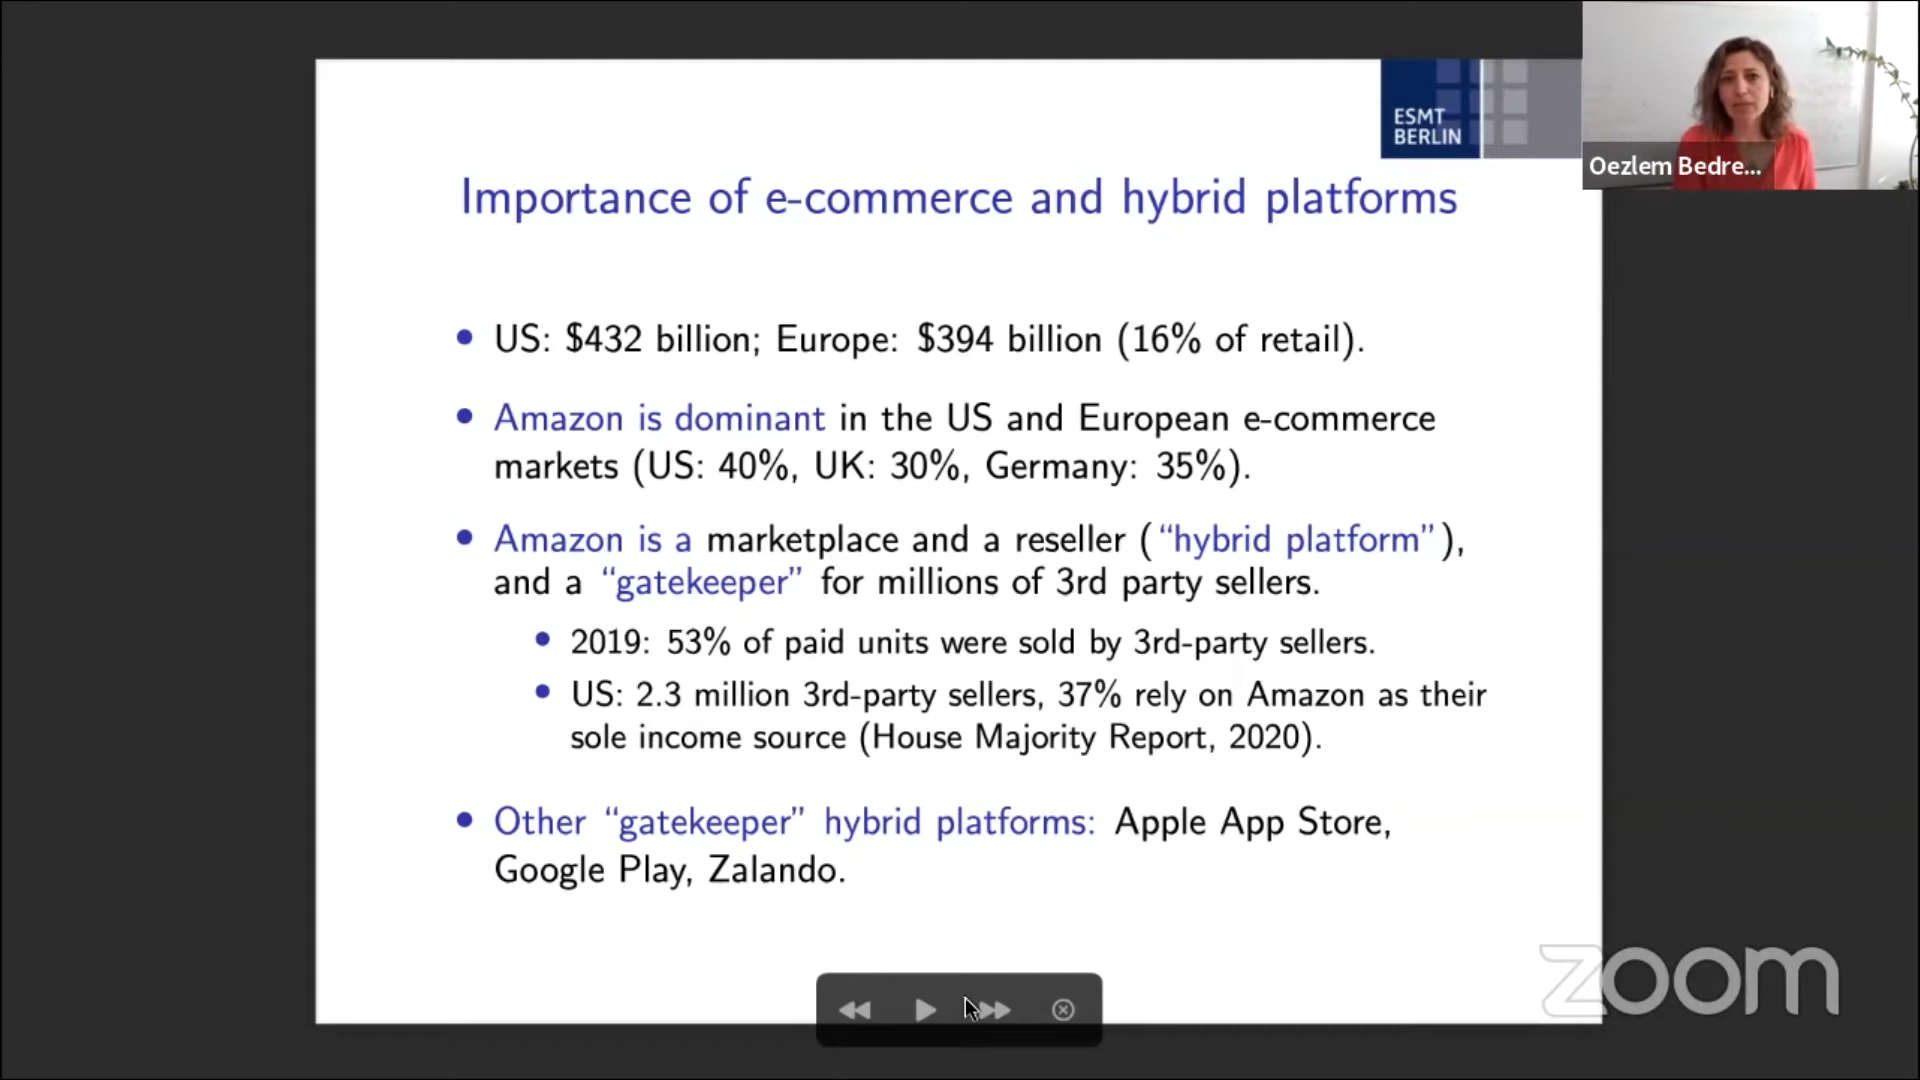 ESMT
BERLIN
Oezlem Bedre...
Importance of e-commerce and hybrid platforms
• US: $432 billion; Europe: $394 billion (16% of retail).
• Amazon is dominant in the US and European e-commerce
markets (US: 40%, UK: 30%, Germany: 35%).
• Amazon is a marketplace and a reseller (“hybrid platform”),
and a “gatekeeper” for millions of 3rd party sellers.
• 2019: 53% of paid units were sold by 3rd-party sellers.
• US: 2.3 million 3rd-party sellers, 37% rely on Amazon as their
sole income source (House Majority Report, 2020).
• Other “gatekeeper” hybrid platforms: Apple App Store,
Google Play, Zalando.
zoom